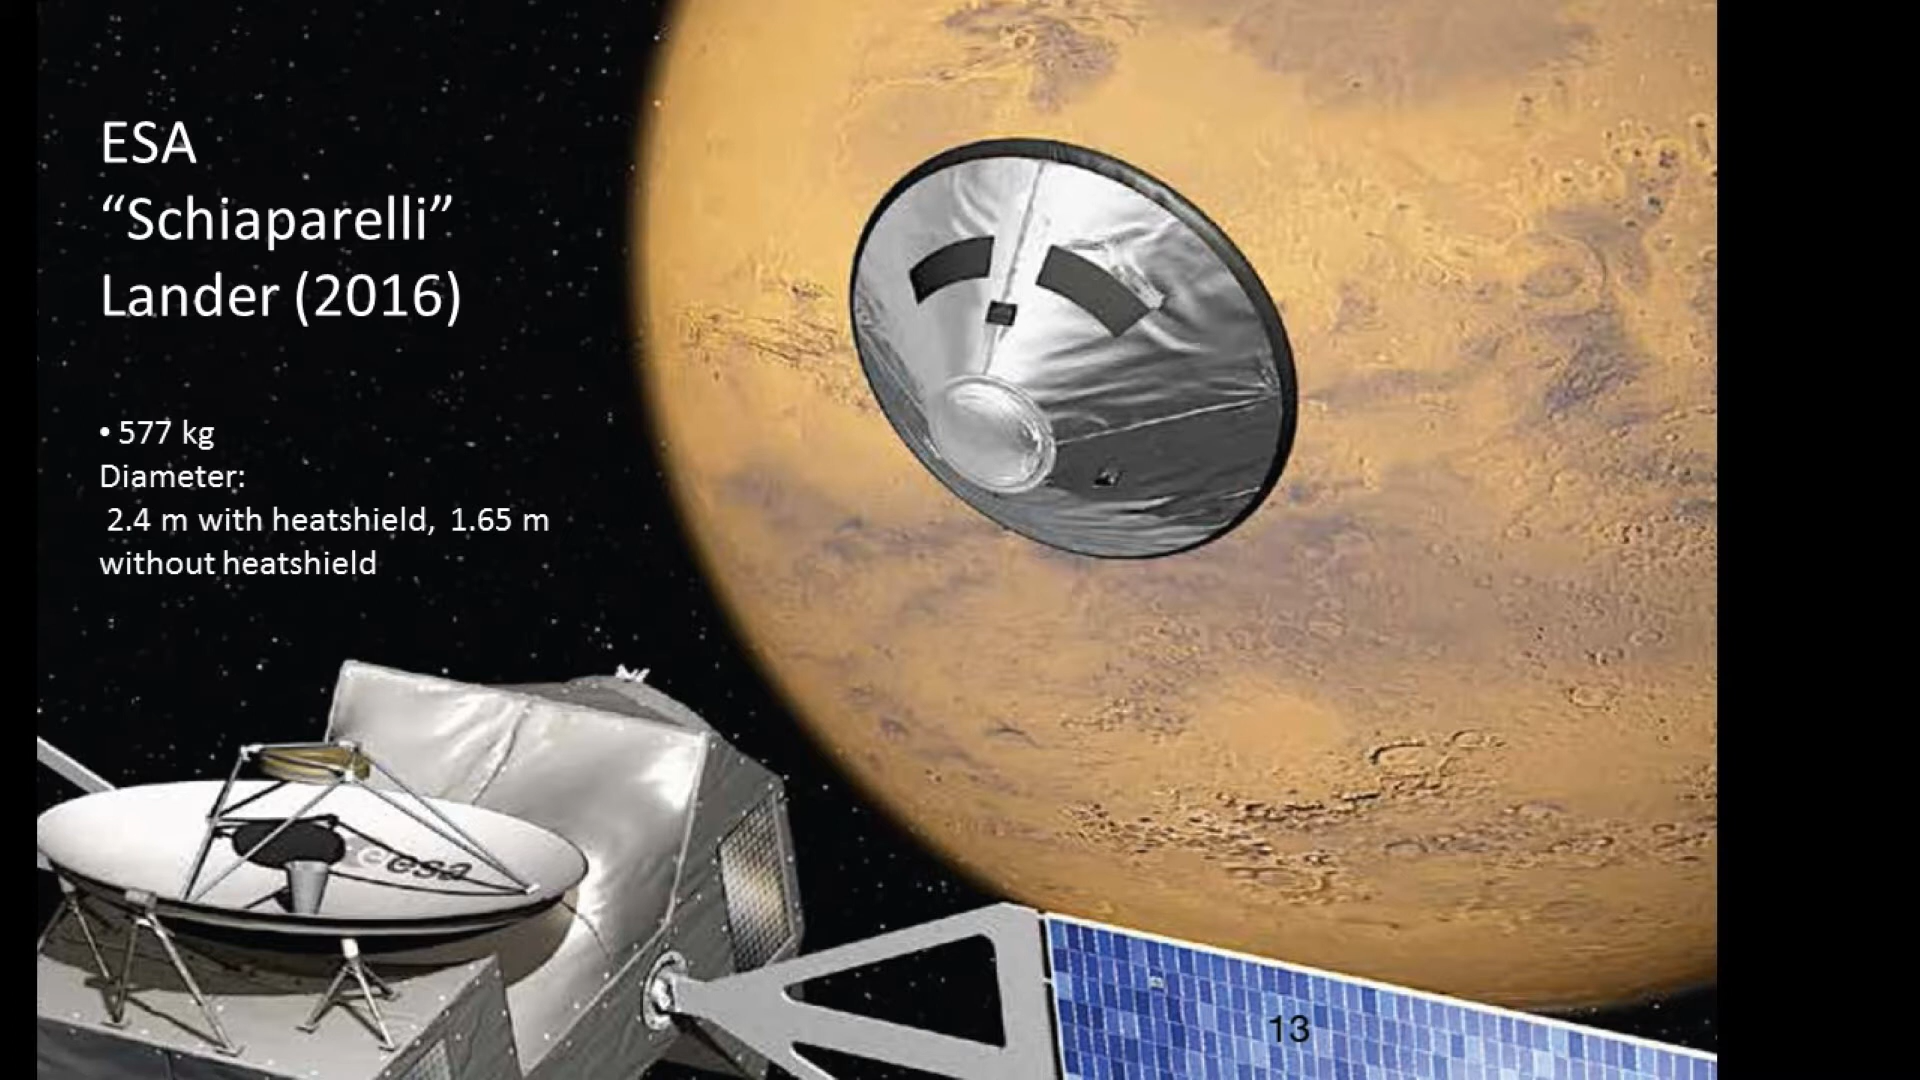 ESA
“Schiaparelli”
Lander (2016)
• 577 kg
Diameter:
2.4 m with heatshield, 1.65 m
without heatshield
esa
13